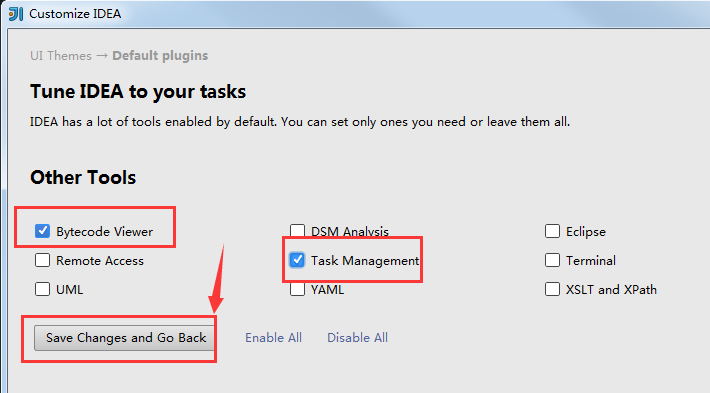 Customize IDEA
UI Themes → Default plugins
Tune IDEA to your tasks
IDEA has a lot of tools enabled by default. You can set only ones you need or leave them all.
Other Tools
Bytecode Viewer DSM Analysis Eclipse
Remote Access Task Management Terminal
UML YAML XSLT and XPath
Save Changes and Go Back Enable All Disable All